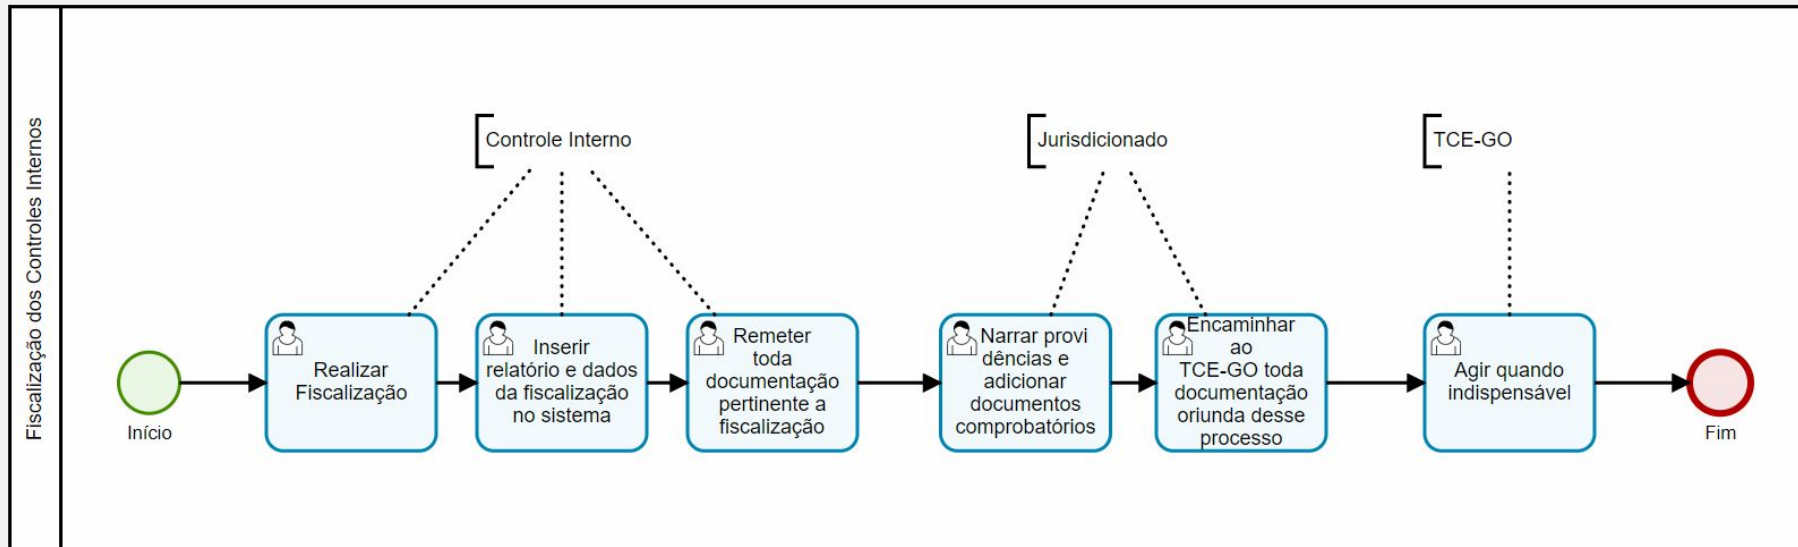 Fiscalização dos Controles Internos
Controle Interno
Jurisdicionado
TCE-GO
Início
Realizar
Fiscalização
Inserir
relatório e dados
da fiscalização
no sistema
Remeter
toda
documentação
pertinente a
fiscalização
Narrar provi
dências e
adicionar
documentos
comprobatórios
Encaminhar
ao
TCE-GO toda
documentação
oriunda desse
processo
Agir quando
indispensável
Fim